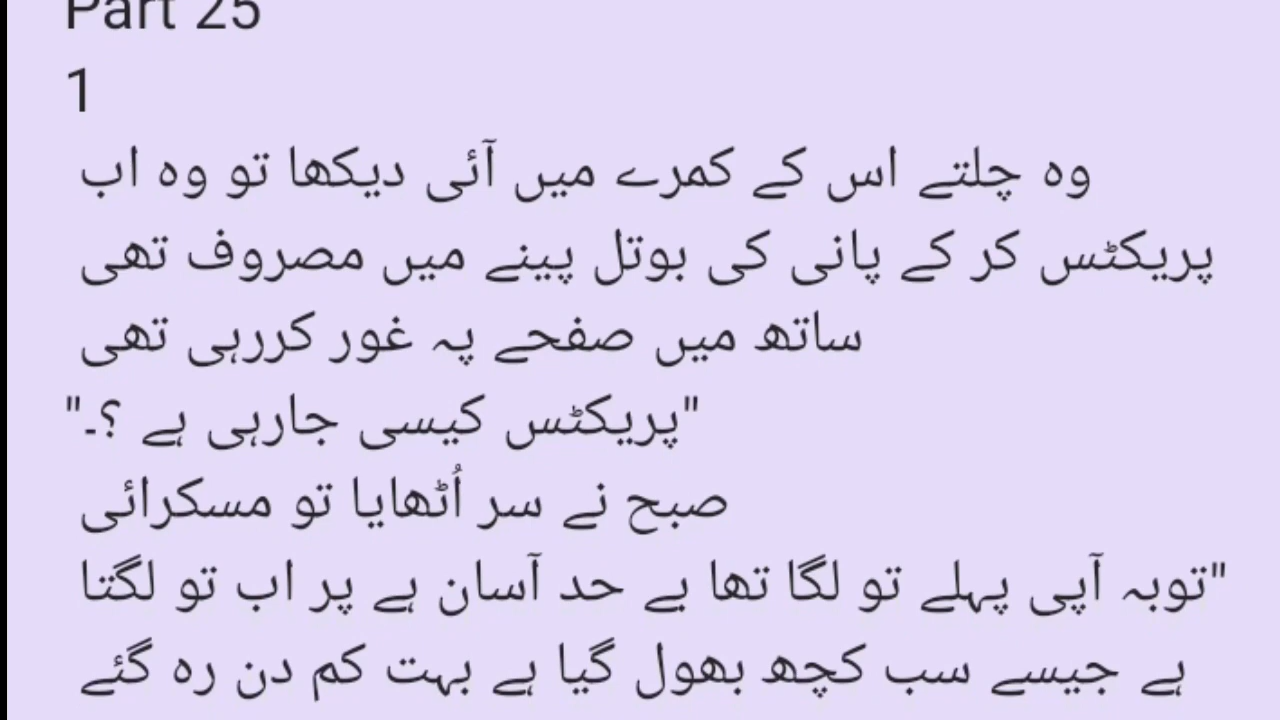 Part 25
1
وہ چلتے اس کے کمرے میں آئی دیکھا تو وہ اب
پریکٹس کر کے پانی کی بوتل پینے میں مصروف تھی
ساتھ میں صفحے پہ غور کررہی تھی
"پریکٹس کیسی جارہی ہے ؟۔"
صبح نے سر اُٹھایا تو مسکرائی
"توبہ آپی پہلے تو لگا تھا بے حد آسان ہے پر اب تو لگتا
ہے جیسے سب کچھ بھول گیا ہے بہت کم دن رہ گئے